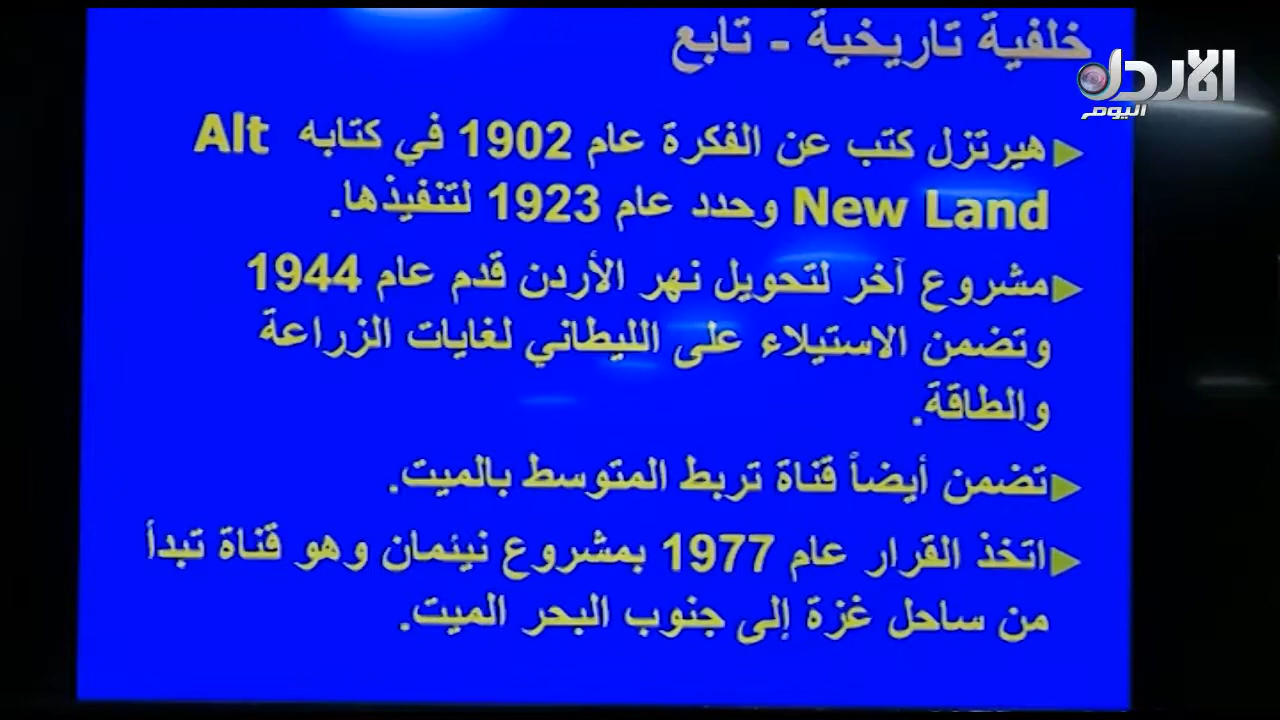 خلفية تاريخية - تابع
الاردن
اليوم
هيرتزل كتب عن الفكرة عام 1902 في كتابه Alt
New Land وحدد عام 1923 لتنفيذها.
مشروع آخر لتحويل نهر الأردن قدم عام 1944
وتضمن الاستيلاء على الليطاني لغايات الزراعة
والطاقة.
تضمن أيضاً قناة تربط المتوسط بالميت.
اتخذ القرار عام 1977 بمشروع نيئمان وهو قناة تبدأ
من ساحل غزة إلى جنوب البحر الميت.